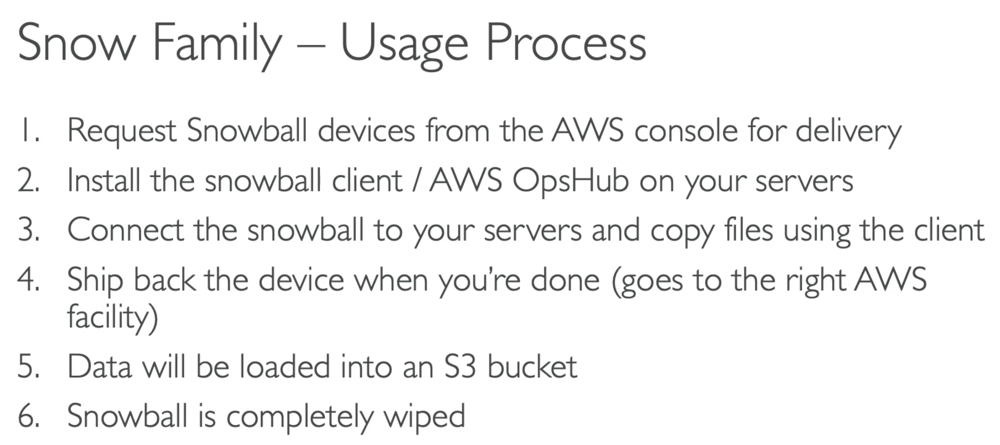 Snow Family – Usage Process
1. Request Snowball devices from the AWS console for delivery
2. Install the snowball client / AWS OpsHub on your servers
3. Connect the snowball to your servers and copy files using the client
4. Ship back the device when you’re done (goes to the right AWS
facility)
5. Data will be loaded into an S3 bucket
6. Snowball is completely wiped